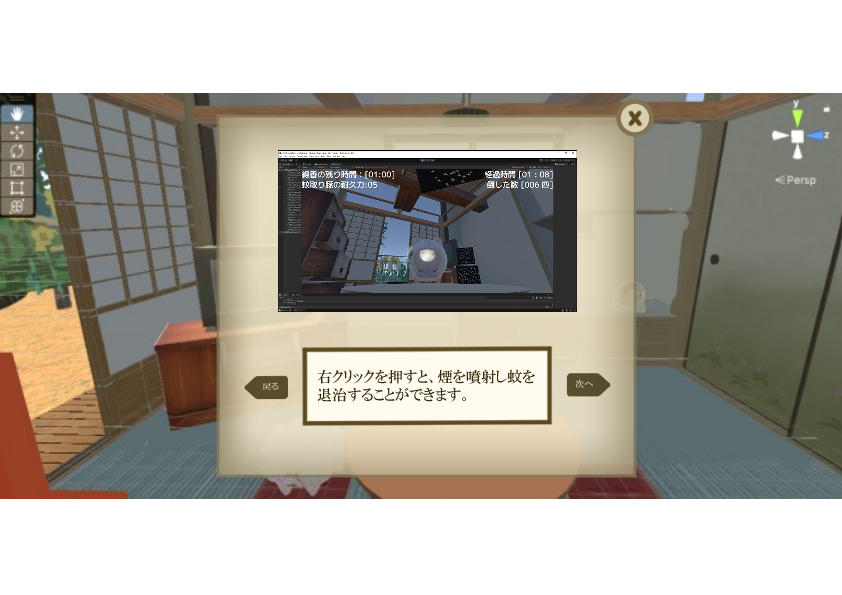 線香の残り時間：[01:00]
蚊取り豚の耐久力:05
経過時間 [01：08]
倒した数 [006 匹]
y
z
Persp
戻る
右クリックを押すと、煙を噴射し蚊を
退治することができます。
次へ